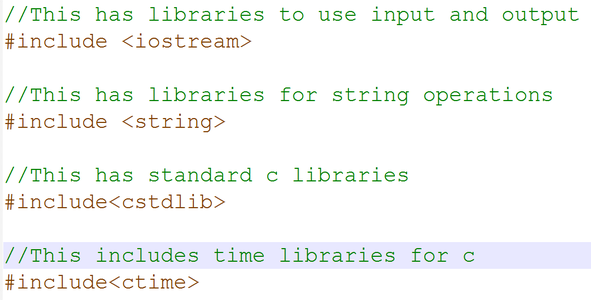 //This has libraries to use input and output
#include <iostream>
//This has libraries for string operations
#include <string>
//This has standard c libraries
#include<cstdlib>
//This includes time libraries for c
#include<ctime>